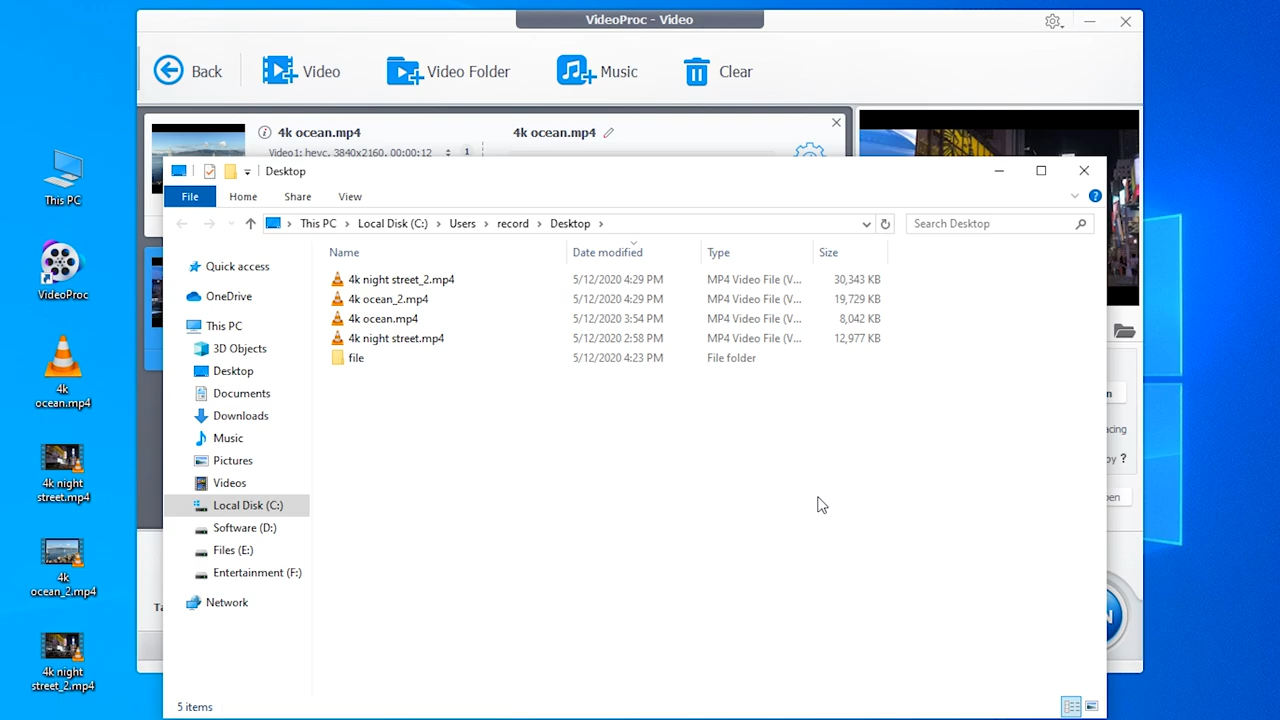 VideoProc - Video
Back
Video
Video Folder
Music
Clear
4k ocean.mp4
4k ocean.mp4
Video1: hevc, 3840x2160, 00:00:12
1
Desktop
File
Home
Share
View
This PC
Local Disk (C:)
Users
record
Desktop
Search Desktop
Name
Date modified
Type
Size
4k night street_2.mp4
5/12/2020 4:29 PM
MP4 Video File (V...
30,343 KB
4k ocean_2.mp4
5/12/2020 4:29 PM
MP4 Video File (V...
19,729 KB
4k ocean.mp4
5/12/2020 3:54 PM
MP4 Video File (V...
8,042 KB
4k night street.mp4
5/12/2020 2:58 PM
MP4 Video File (V...
12,977 KB
file
5/12/2020 4:23 PM
File folder
Quick access
OneDrive
This PC
3D Objects
Desktop
Documents
Downloads
Music
Pictures
Videos
Local Disk (C:)
Software (D:)
Files (E:)
Entertainment (F:)
Network
5 items
This PC
VideoProc
4k
ocean.mp4
4k night
street.mp4
4k
ocean_2.mp4
4k night
street_2.mp4
acing
by ?